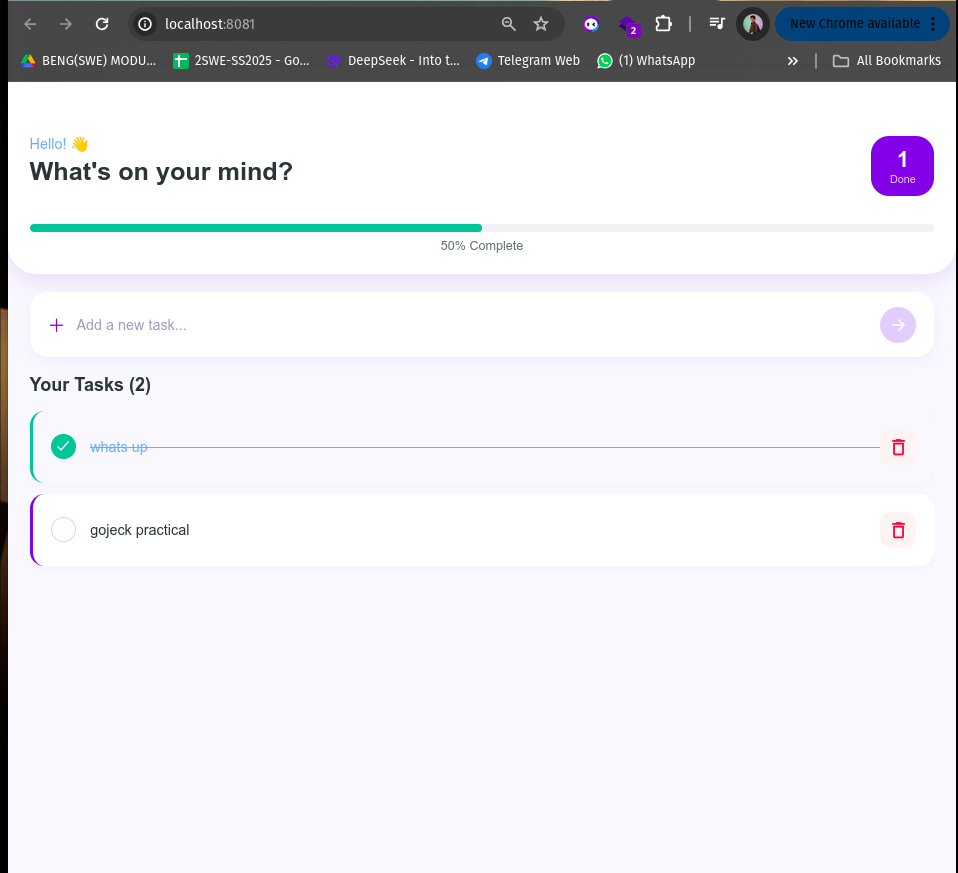 localhost:8081
2
New Chrome available
BENG(SWE) MODU...
2SWE-SS2025 - Go...
DeepSeek - Into t...
Telegram Web
(1) WhatsApp
All Bookmarks
Hello! 👋
What's on your mind?
1
Done
50% Complete
Add a new task...
Your Tasks (2)
whats up
gojeck practical